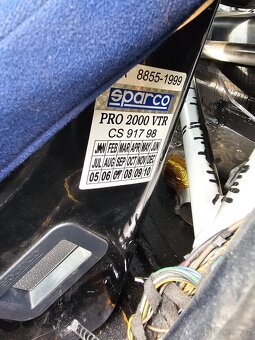 8855-1999
sparco
PRO 2000 VTR
CS 917 98
JAN FEB MAR APR MAY JUN
JUL AUG SEP OCT NOV DEC
05 06 07 08 09 10